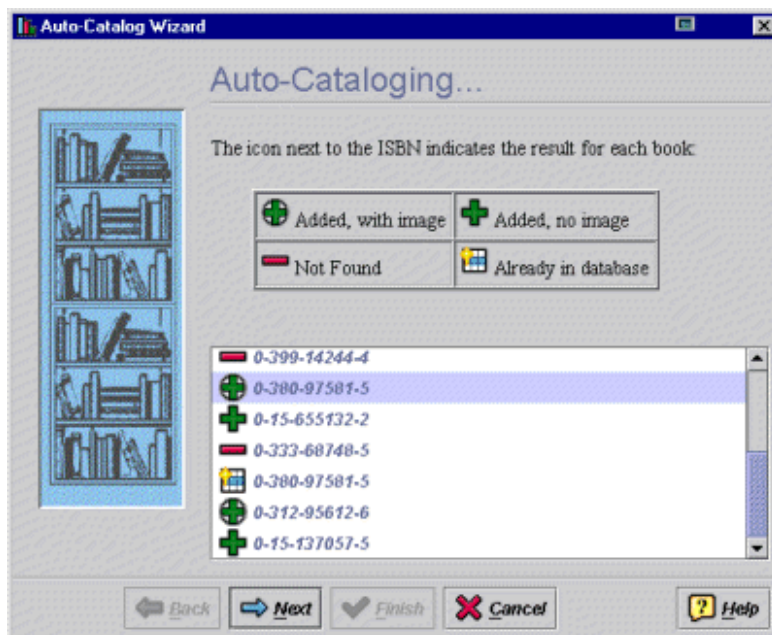 Auto-Catalog Wizard
Auto-Cataloging...
The icon next to the ISBN indicates the result for each book:
Added, with image
Added, no image
Not Found
Already in database
0-399-14244-4
0-380-97581-5
0-15-655132-2
0-333-68748-5
0-380-97581-5
0-312-95612-6
0-15-137057-5
Back
Next
Finish
Cancel
Help